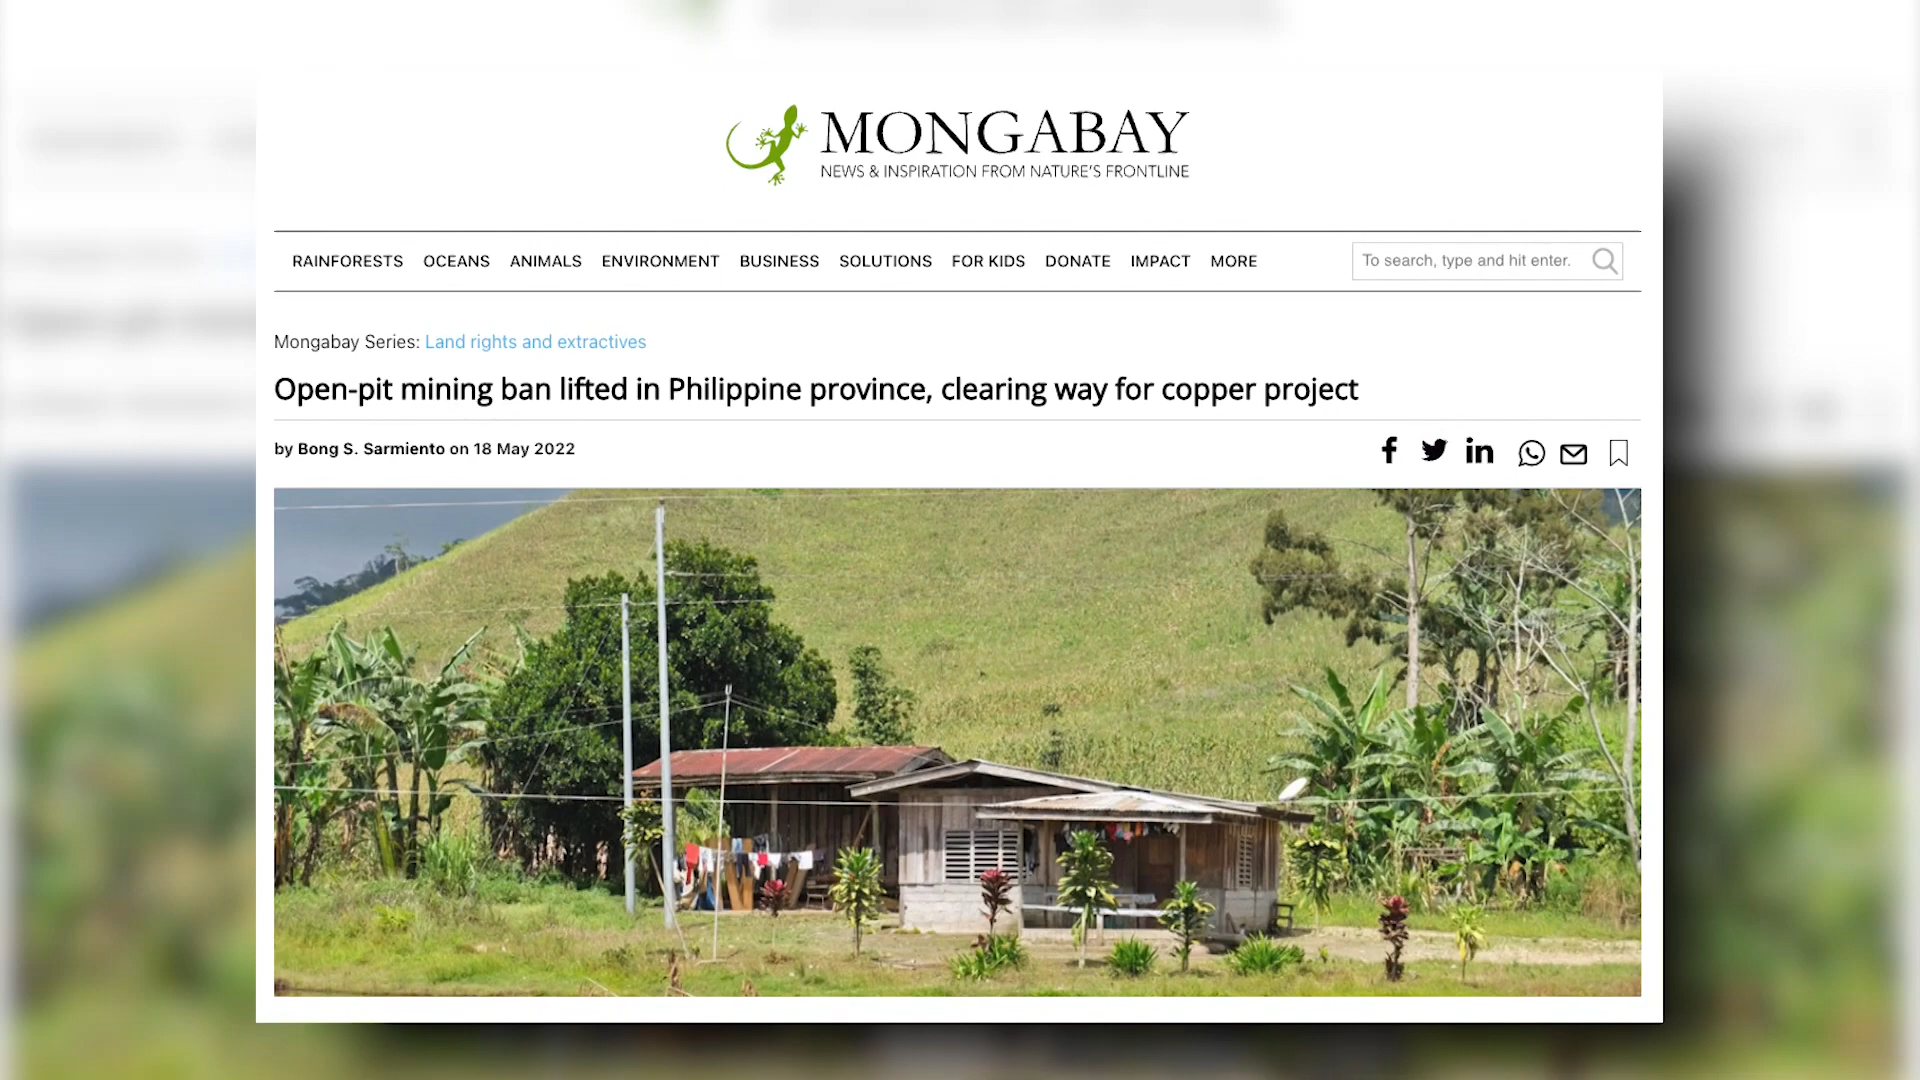 MONGABAY
NEWS & INSPIRATION FROM NATURE'S FRONTLINE
RAINFORESTS OCEANS ANIMALS ENVIRONMENT BUSINESS SOLUTIONS FOR KIDS DONATE IMPACT MORE
To search, type and hit enter.
Mongabay Series: Land rights and extractives
Open-pit mining ban lifted in Philippine province, clearing way for copper project
by Bong S. Sarmiento on 18 May 2022